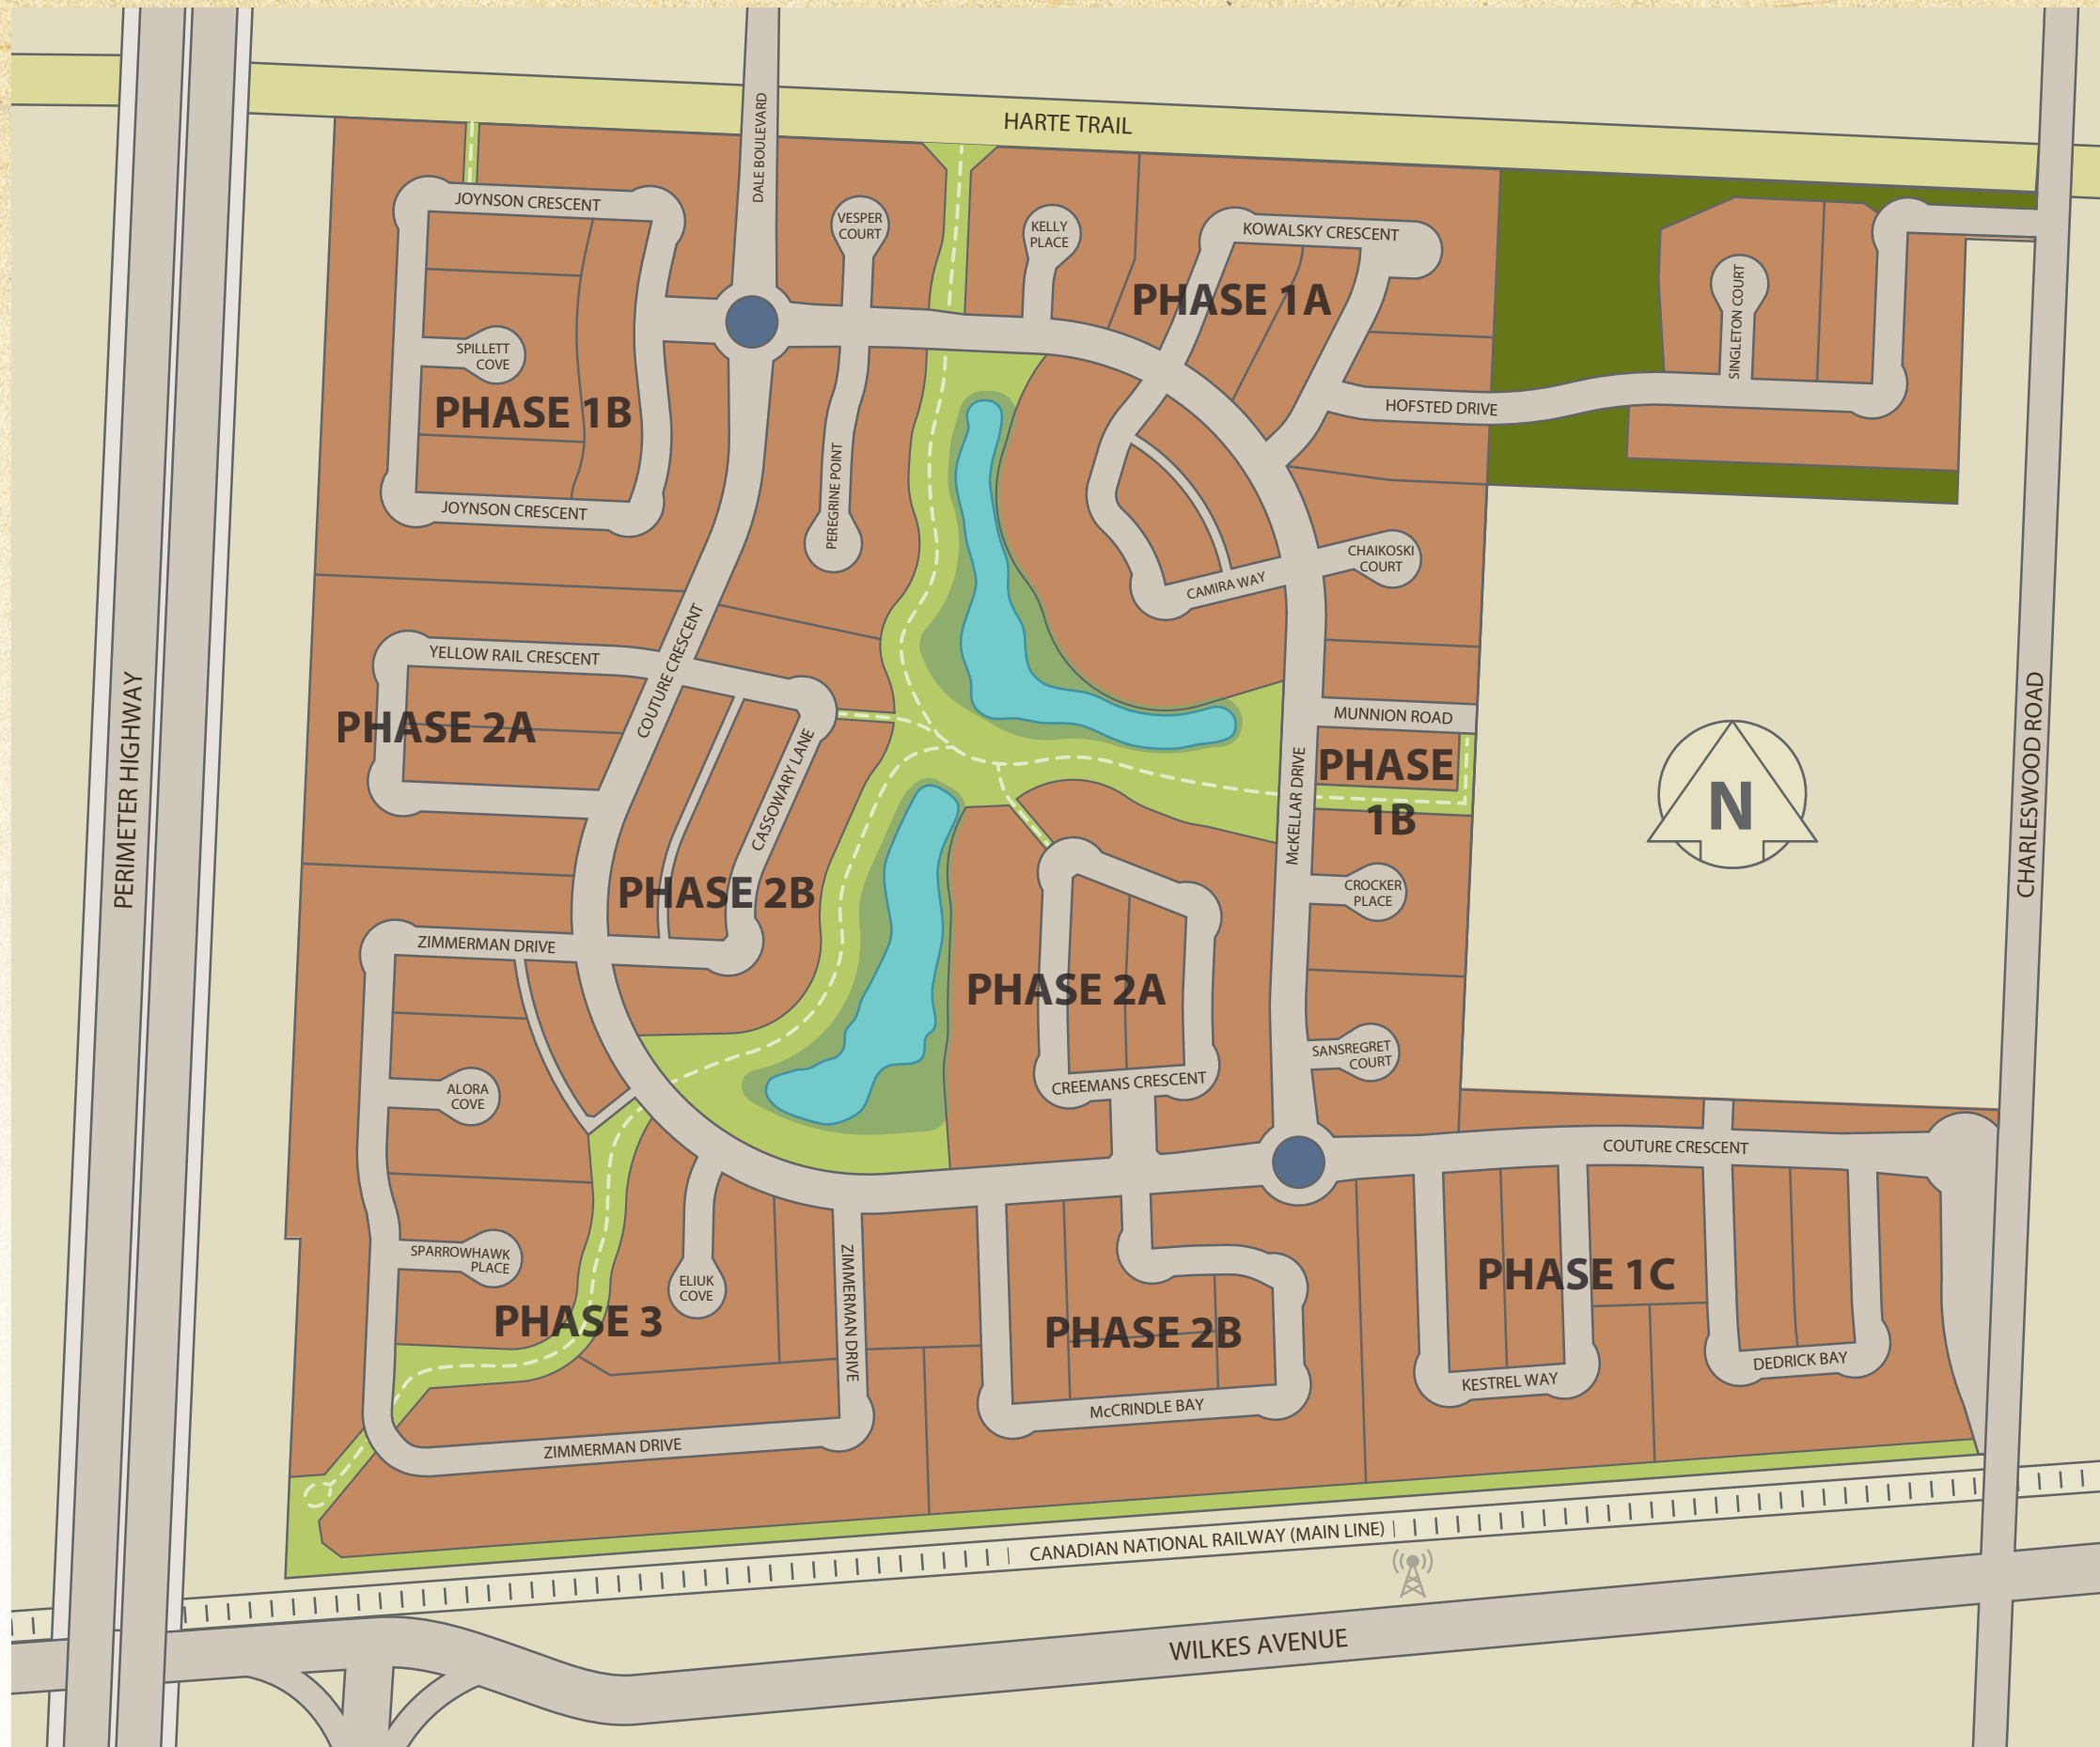 HARTE TRAIL
DALE BOULEVARD
JOYNSON CRESCENT
VESPER
COURT
KELLY
PLACE
KOWALSKY CRESCENT
PHASE 1A
SINGLETON COURT
SPILLETT
COVE
PHASE 1B
HOFSTED DRIVE
JOYNSON CRESCENT
PEREGRINE POINT
CHAIKOSKI
COURT
CAMIRA WAY
YELLOW RAIL CRESCENT
COUTURE CRESCENT
PHASE 2A
PERIMETER HIGHWAY
CASSOWARY LANE
MUNNION ROAD
PHASE
1B
McKELLAR DRIVE
N
CHARLESWOOD ROAD
PHASE 2B
CROCKER
PLACE
ZIMMERMAN DRIVE
PHASE 2A
SANSREGRET
COURT
CREEMANS CRESCENT
ALORA
COVE
COUTURE CRESCENT
SPARROWHAWK
PLACE
ELIUK
COVE
ZIMMERMAN DRIVE
PHASE 3
PHASE 2B
PHASE 1C
DEDRICK BAY
KESTREL WAY
McCRINDLE BAY
ZIMMERMAN DRIVE
CANADIAN NATIONAL RAILWAY (MAIN LINE)
WILKES AVENUE